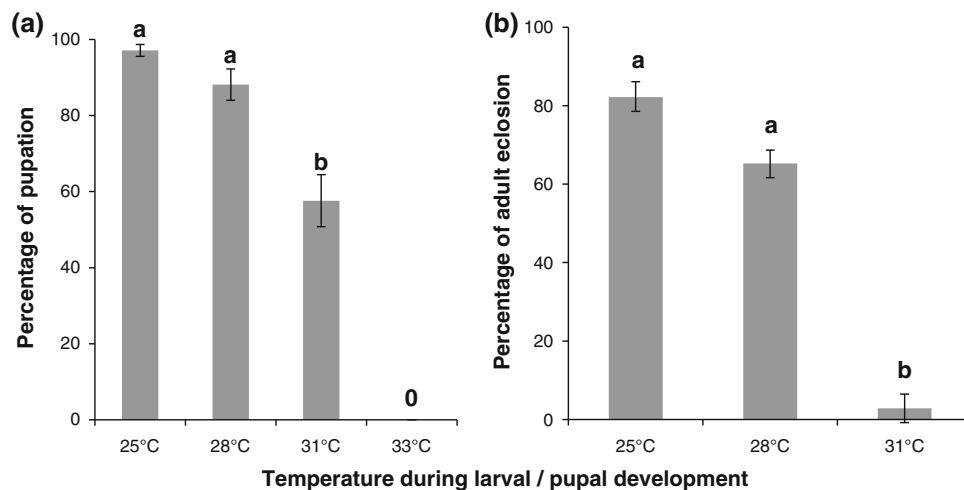 (a)
Percentage of pupation
100
80
60
40
20
0
a
a
b
0
25°C 28°C 31°C 33°C
(b)
Percentage of adult eclosion
100
80
60
40
20
0
a
a
b
25°C 28°C 31°C
Temperature during larval / pupal development